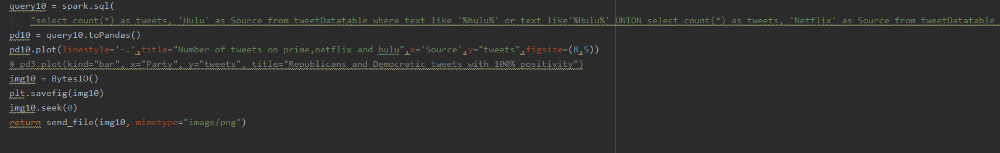 query10 = spark.sql(
"select count(*) as tweets, 'Hulu' as Source from tweetDatatable where text like '%hulu%' or text like'%Hulu%' UNION select count(*) as tweets, 'Netflix' as Source from tweetDatatable
pd10 = query10.toPandas()
pd10.plot(linestyle='-.',title="Number of tweets on prime,netflix and hulu",x='Source',y="tweets",figsize=(8,5))
# pd3.plot(kind="bar", x="Party", y="tweets", title="Republicans and Democratic tweets with 100% positivity")
img10 = BytesIO()
plt.savefig(img10)
img10.seek(0)
return send_file(img10, mimetype="image/png")